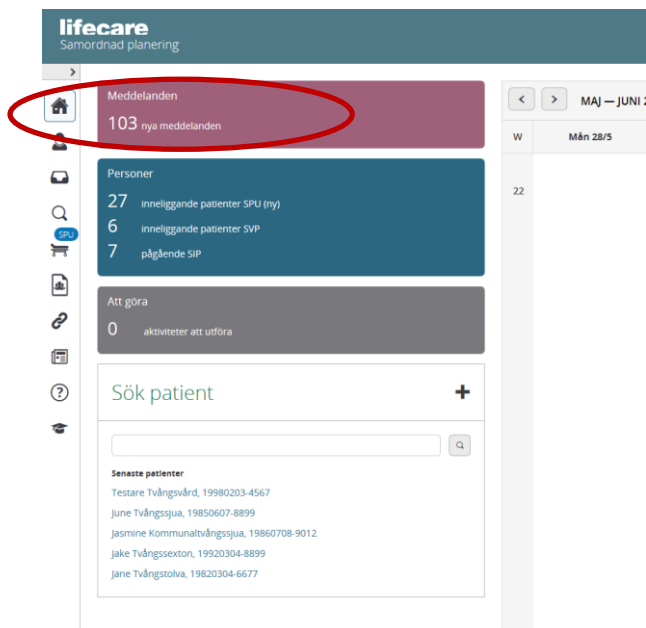 lifecare
Samordnad planering
Meddelanden
103 nya meddelanden
Personer
27 inneliggande patienter SPU (ny)
6 inneliggande patienter SVP
7 pågående SIP
Att göra
0 aktiviteter att utföra
Sök patient
Senaste patienter
Testare Tvångsvård, 19980203-4567
June Tvångssjua, 19850607-8899
Jasmine Kommunaltvångssjua, 19860708-9012
Jake Tvångssexton, 19920304-8899
Jane Tvångstolva, 19820304-6677
SPU
MAJ — JUNI 2
W Mån 28/5
22